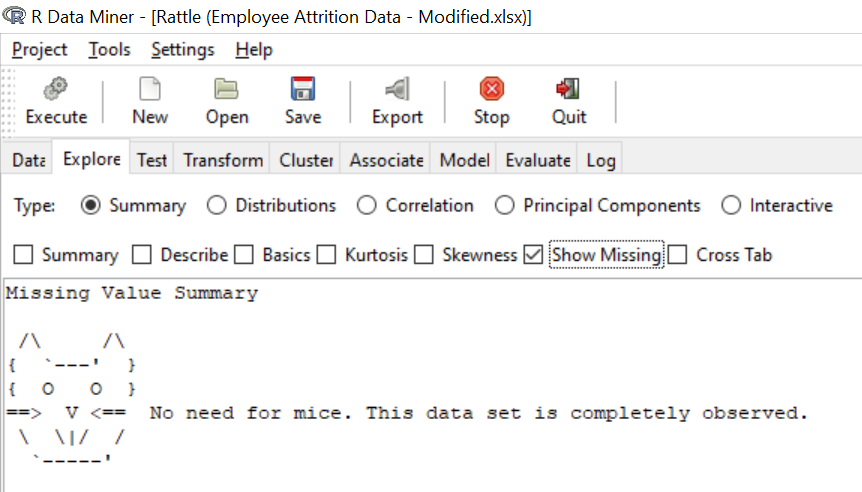 R Data Miner - [Rattle (Employee Attrition Data - Modified.xlsx)]
Project Tools Settings Help
Execute New Open Save Export Stop Quit
Data Explore Test Transform Cluster Associate Model Evaluate Log
Type: Summary Distributions Correlation Principal Components Interactive
Summary Describe Basics Kurtosis Skewness Show Missing Cross Tab
Missing Value Summary
 /\     /\
{  `---'  }
{  O   O  }
==>  V <==  No need for mice. This data set is completely observed.
 \  \|/  /
  `-----'